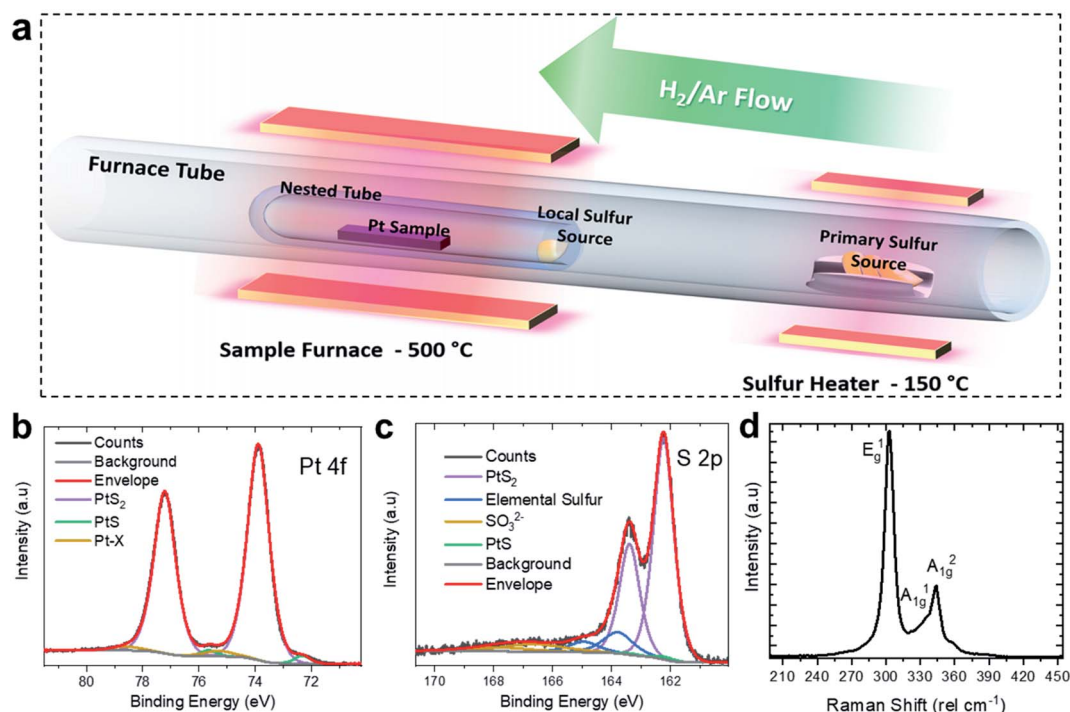 a
H₂/Ar Flow
Furnace Tube
Nested Tube
Pt Sample
Local Sulfur
Source
Primary Sulfur
Source
Sample Furnace - 500 °C
Sulfur Heater - 150 °C
b
Counts
Background
Envelope
PtS₂
PtS
Pt-X
Pt 4f
Intensity (a.u)
80 78 76 74 72
Binding Energy (eV)
c
Counts
PtS₂
Elemental Sulfur
SO₃²⁻
PtS
Background
Envelope
S 2p
Intensity (a.u)
170 168 166 164 162
Binding Energy (eV)
d
E_g¹
A_1g¹
A_1g²
Intensity (a.u)
210 240 270 300 330 360 390 420 450
Raman Shift (rel cm⁻¹)